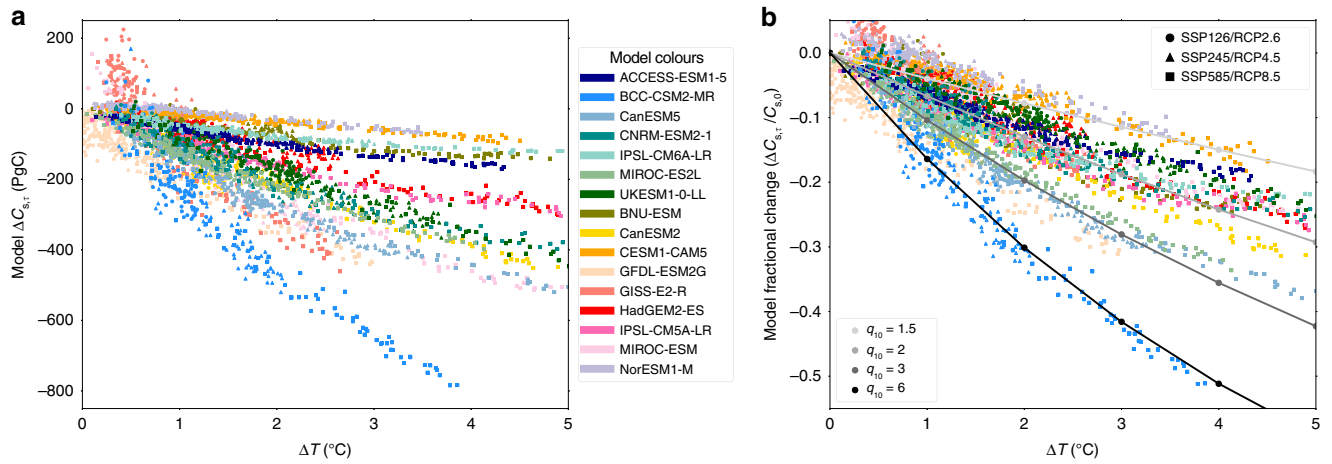 a
200
0
−200
−400
−600
−800
Model ΔCs,τ (PgC)
0 1 2 3 4 5
ΔT (°C)
Model colours
ACCESS-ESM1-5
BCC-CSM2-MR
CanESM5
CNRM-ESM2-1
IPSL-CM6A-LR
MIROC-ES2L
UKESM1-0-LL
BNU-ESM
CanESM2
CESM1-CAM5
GFDL-ESM2G
GISS-E2-R
HadGEM2-ES
IPSL-CM5A-LR
MIROC-ESM
NorESM1-M
b
0.0
−0.1
−0.2
−0.3
−0.4
−0.5
Model fractional change (ΔCs,τ /Cs,0)
SSP126/RCP2.6
SSP245/RCP4.5
SSP585/RCP8.5
q10 = 1.5
q10 = 2
q10 = 3
q10 = 6
0 1 2 3 4 5
ΔT (°C)